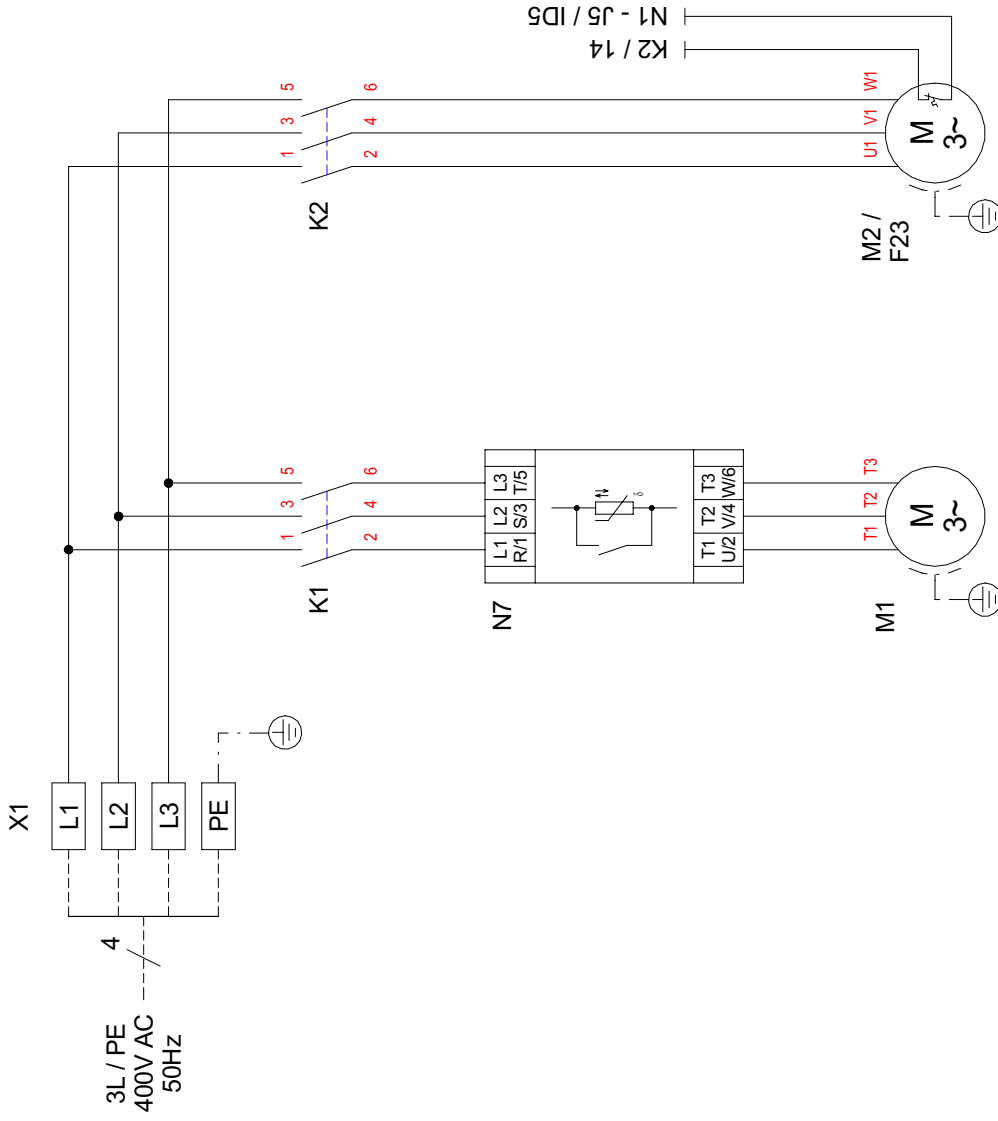 N1 - J5 / ID5
K2 / 14
X1
L1
L2
L3
PE
4
3L / PE
400V AC
50Hz
1 3 5
K2
2 4 6
U1 V1 W1
M
3~
M2 /
F23
1 3 5
K1
2 4 6
N7
L1 L2 L3
R/1 S/3 T/5
T1 T2 T3
U/2 V/4 W/6
T1 T2 T3
M
3~
M1